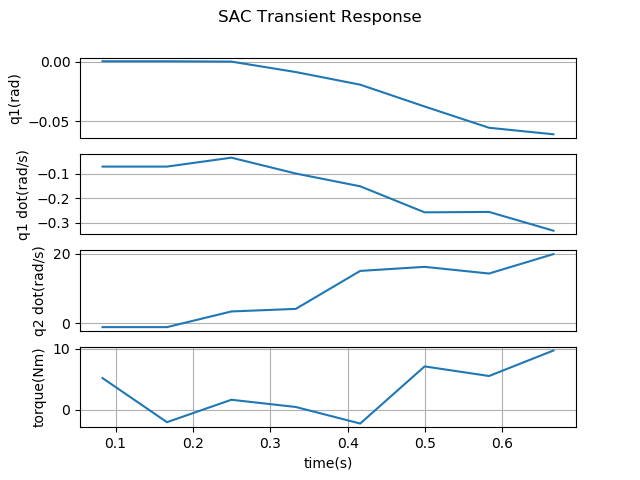 SAC Transient Response
0.00
−0.05
q1(rad)
−0.1
−0.2
−0.3
q1 dot(rad/s)
20
0
q2 dot(rad/s)
10
0
torque(Nm)
0.1 0.2 0.3 0.4 0.5 0.6
time(s)